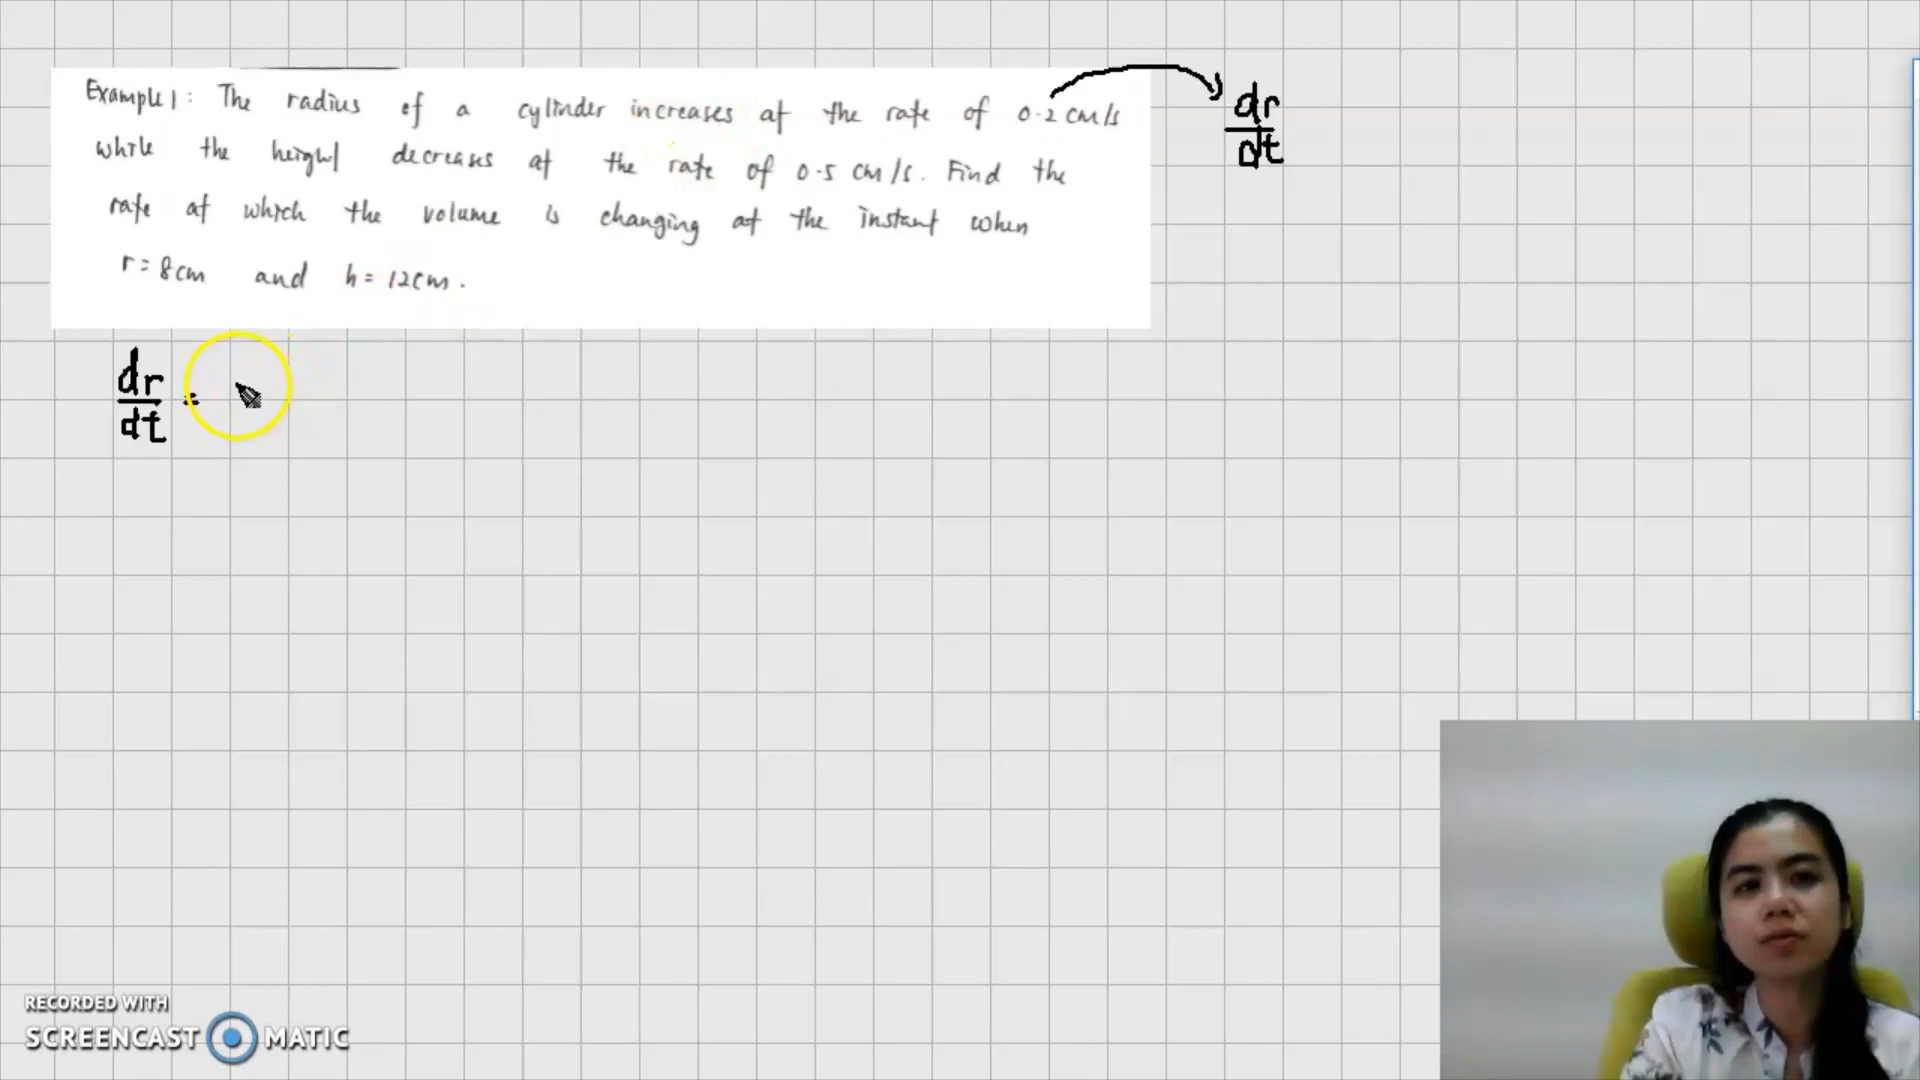 Example 1: The radius of a cylinder increases at the rate of 0.2 cm/s
while the height decreases at the rate of 0.5 cm/s. Find the
rate at which the volume is changing at the instant when
r = 8cm and h = 12cm.
dr
dt
dr
dt =
RECORDED WITH
SCREENCAST MATIC